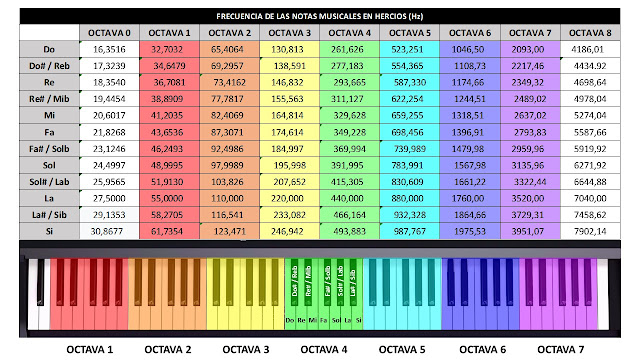 FRECUENCIA DE LAS NOTAS MUSICALES EN HERCIOS (Hz)
OCTAVA 0 OCTAVA 1 OCTAVA 2 OCTAVA 3 OCTAVA 4 OCTAVA 5 OCTAVA 6 OCTAVA 7 OCTAVA 8
Do 16,3516 32,7032 65,4064 130,813 261,626 523,251 1046,50 2093,00 4186,01
Do# / Reb 17,3239 34,6479 69,2957 138,591 277,183 554,365 1108,73 2217,46 4434,92
Re 18,3540 36,7081 73,4162 146,832 293,665 587,330 1174,66 2349,32 4698,64
Re# / Mib 19,4454 38,8909 77,7817 155,563 311,127 622,254 1244,51 2489,02 4978,04
Mi 20,6017 41,2035 82,4069 164,814 329,628 659,255 1318,51 2637,02 5274,04
Fa 21,8268 43,6536 87,3071 174,614 349,228 698,456 1396,91 2793,83 5587,66
Fa# / Solb 23,1246 46,2493 92,4986 184,997 369,994 739,989 1479,98 2959,96 5919,92
Sol 24,4997 48,9995 97,9989 195,998 391,995 783,991 1567,98 3135,96 6271,92
Sol# / Lab 25,9565 51,9130 103,826 207,652 415,305 830,609 1661,22 3322,44 6644,88
La 27,5000 55,0000 110,000 220,000 440,000 880,000 1760,00 3520,00 7040,00
La# / Sib 29,1353 58,2705 116,541 233,082 466,164 932,328 1864,66 3729,31 7458,62
Si 30,8677 61,7354 123,471 246,942 493,883 987,767 1975,53 3951,07 7902,14
Do# / Reb Re# / Mib Fa# / Solb Sol# / Lab La# / Sib
Do Re Mi Fa Sol La Si
OCTAVA 1 OCTAVA 2 OCTAVA 3 OCTAVA 4 OCTAVA 5 OCTAVA 6 OCTAVA 7